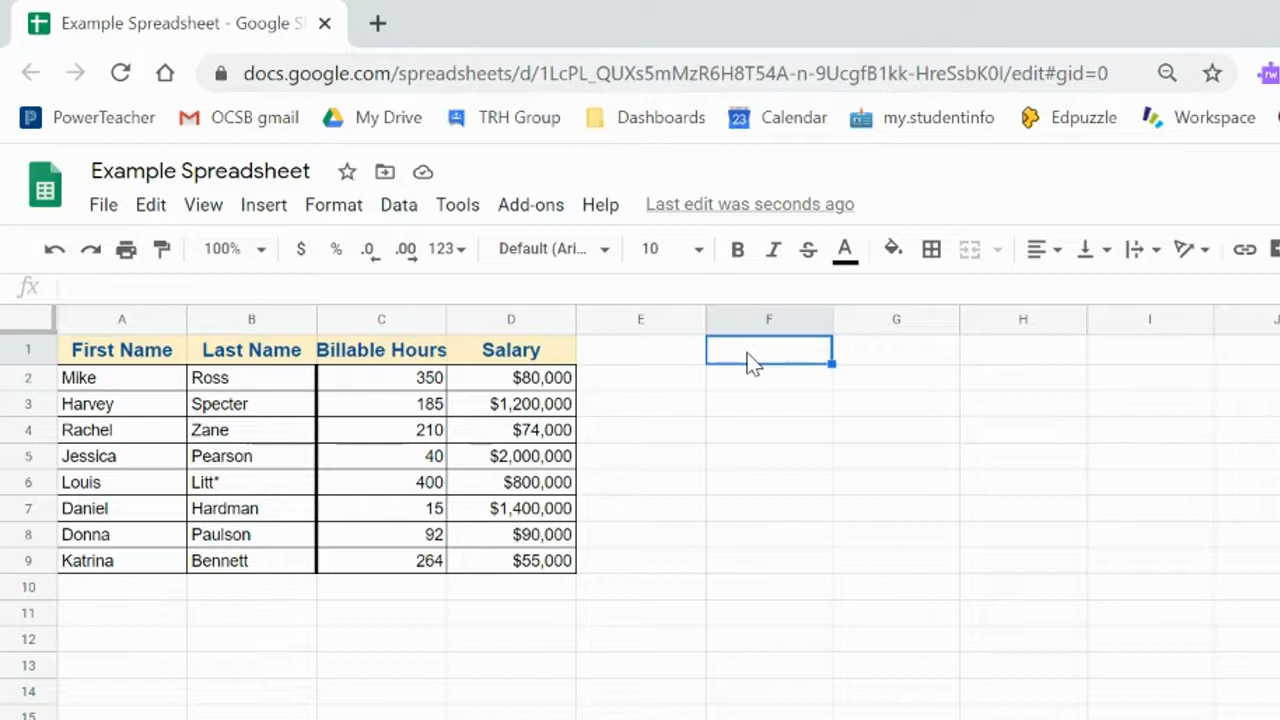 Example Spreadsheet - Google S
docs.google.com/spreadsheets/d/1LcPL_QUXs5mMzR6H8T54A-n-9UcgfB1kk-HreSsbK0I/edit#gid=0
rw
PowerTeacher OCSB gmail My Drive TRH Group Dashboards 23 Calendar my.studentinfo Edpuzzle Workspace
Example Spreadsheet
File Edit View Insert Format Data Tools Add-ons Help Last edit was seconds ago
100% $ % .0 .00 123 Default (Ari... 10 B I S A
fx
A B C D E F G H I J
1 First Name Last Name Billable Hours Salary
2 Mike Ross 350 $80,000
3 Harvey Specter 185 $1,200,000
4 Rachel Zane 210 $74,000
5 Jessica Pearson 40 $2,000,000
6 Louis Litt* 400 $800,000
7 Daniel Hardman 15 $1,400,000
8 Donna Paulson 92 $90,000
9 Katrina Bennett 264 $55,000
10
11
12
13
14
15